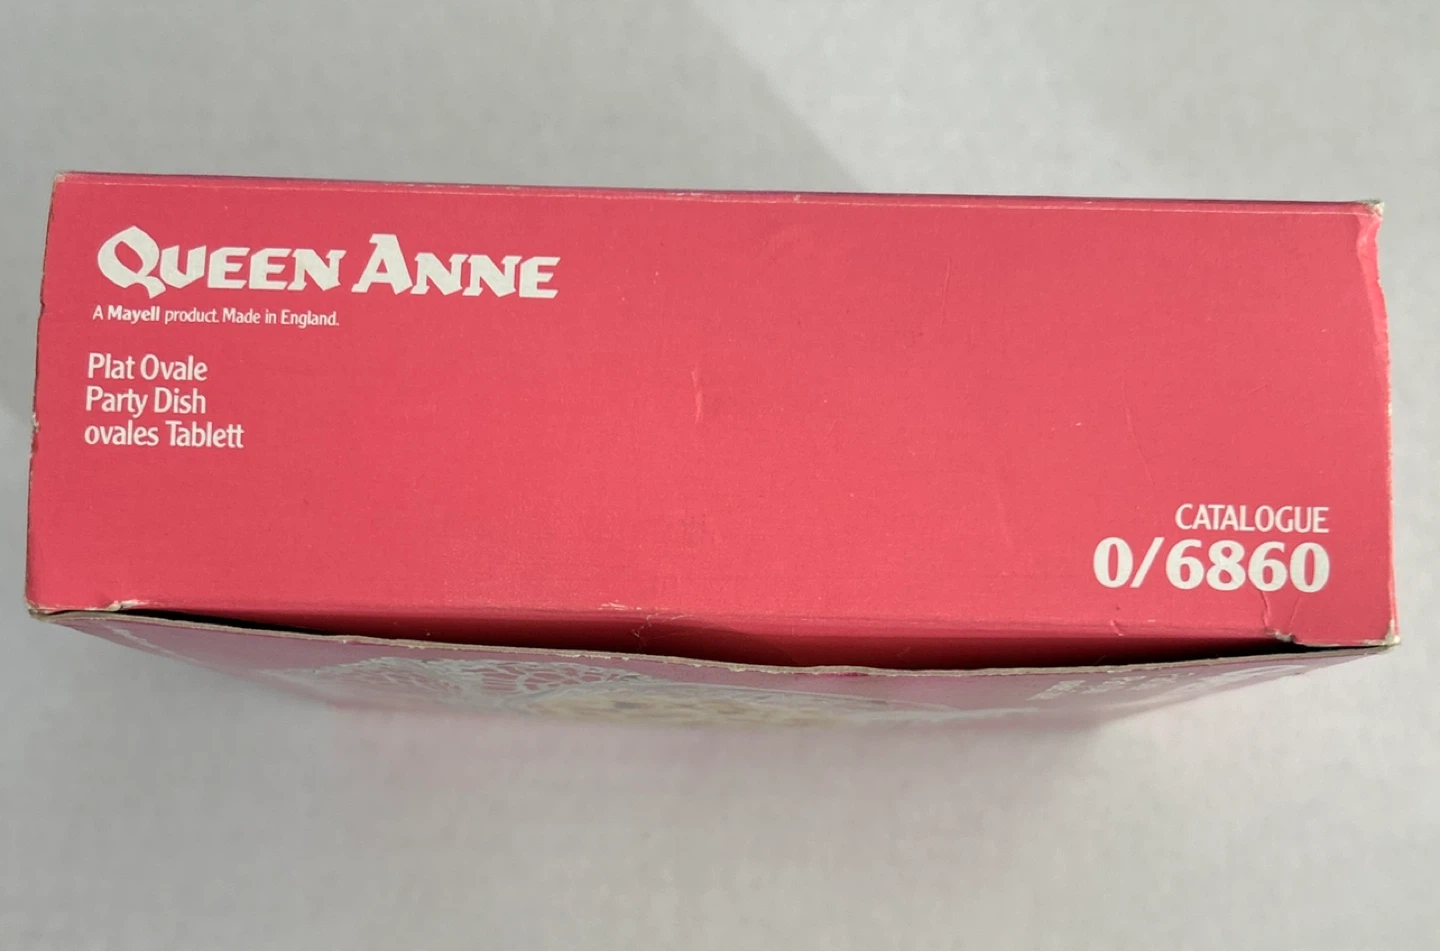 QUEEN ANNE
A Mayell product. Made in England.
Plat Ovale
Party Dish
ovales Tablett
CATALOGUE
0/6860